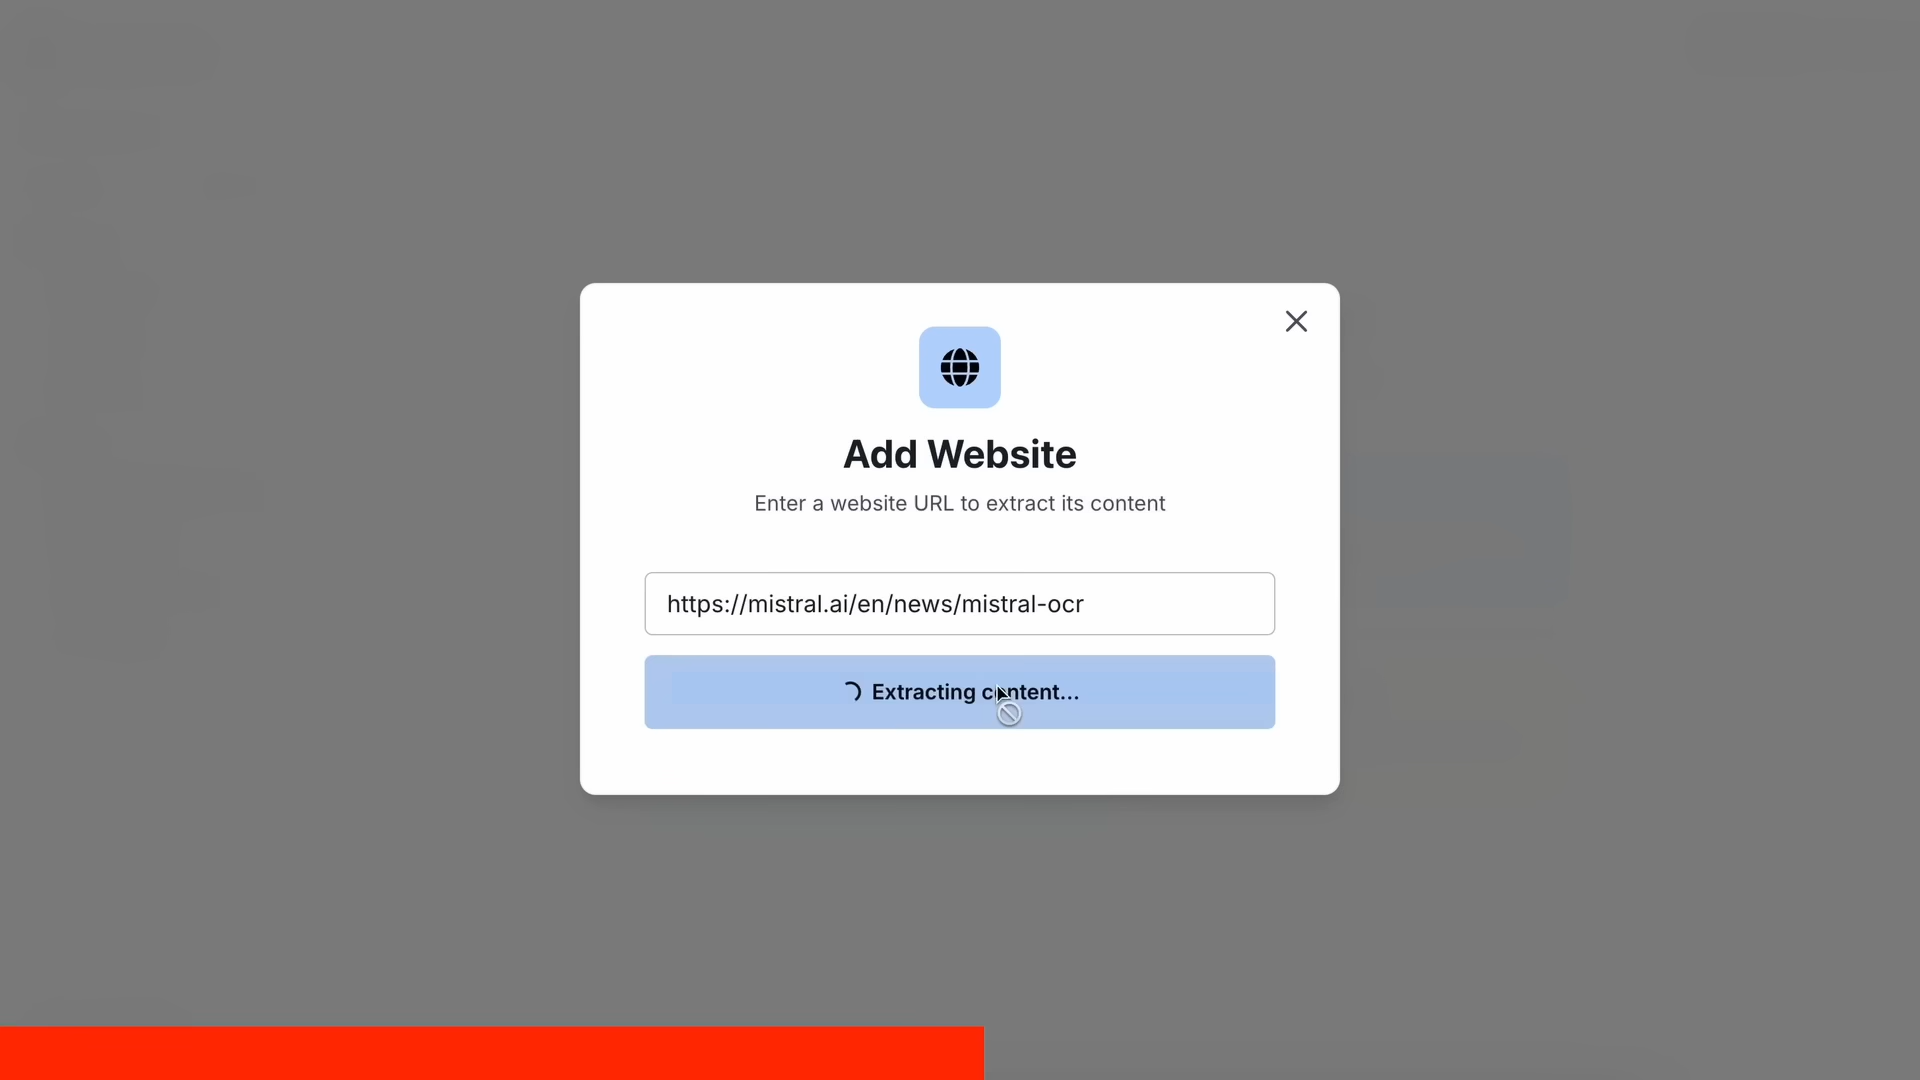 Add Website
Enter a website URL to extract its content
https://mistral.ai/en/news/mistral-ocr
Extracting content...